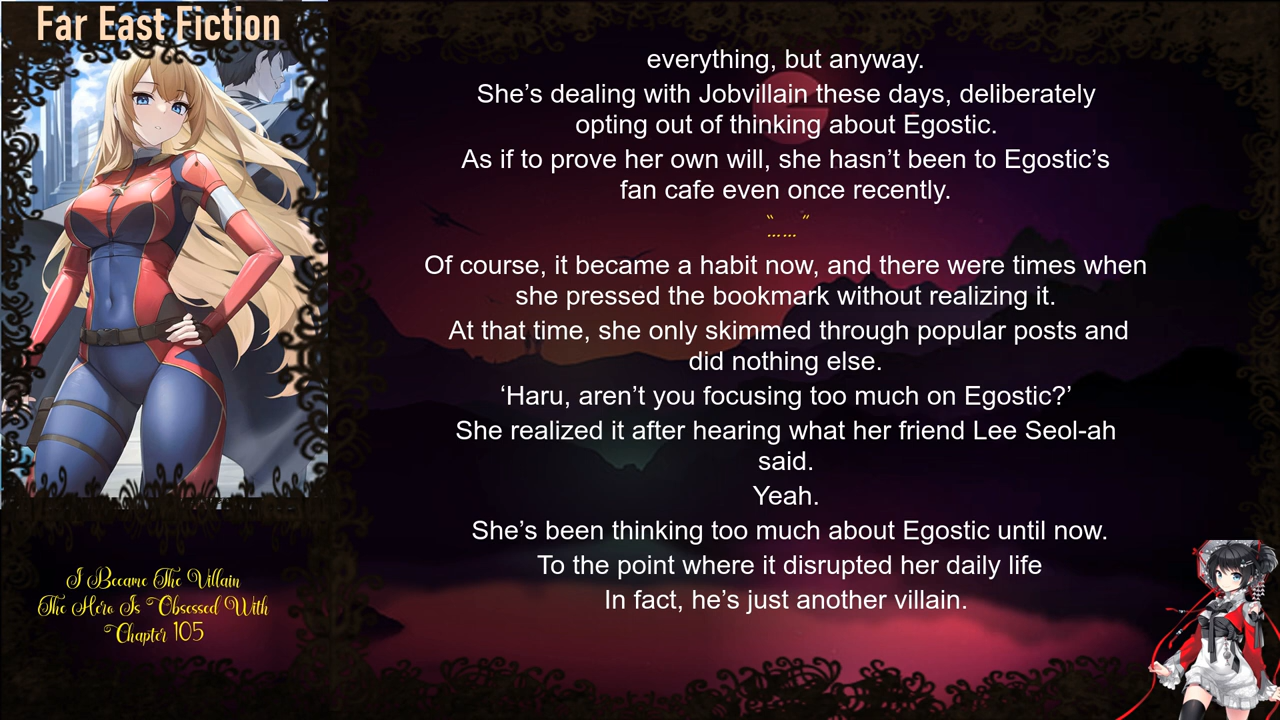 Far East Fiction
everything, but anyway.
She’s dealing with Jobvillain these days, deliberately
opting out of thinking about Egostic.
As if to prove her own will, she hasn’t been to Egostic’s
fan cafe even once recently.
“……”
Of course, it became a habit now, and there were times when
she pressed the bookmark without realizing it.
At that time, she only skimmed through popular posts and
did nothing else.
‘Haru, aren’t you focusing too much on Egostic?’
She realized it after hearing what her friend Lee Seol-ah
said.
Yeah.
She’s been thinking too much about Egostic until now.
To the point where it disrupted her daily life
In fact, he’s just another villain.
I Became The Villain
The Hero Is Obsessed With
Chapter 105